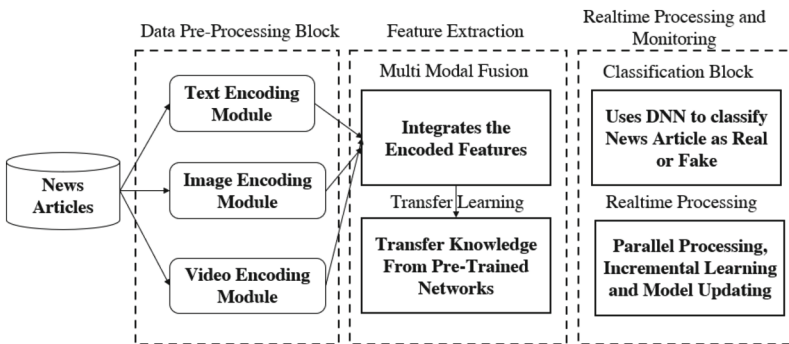 Data Pre-Processing Block
Feature Extraction
Realtime Processing and
Monitoring
News
Articles
Text Encoding
Module
Image Encoding
Module
Video Encoding
Module
Multi Modal Fusion
Integrates the
Encoded Features
Transfer Learning
Transfer Knowledge
From Pre-Trained
Networks
Classification Block
Uses DNN to classify
News Article as Real
or Fake
Realtime Processing
Parallel Processing,
Incremental Learning
and Model Updating